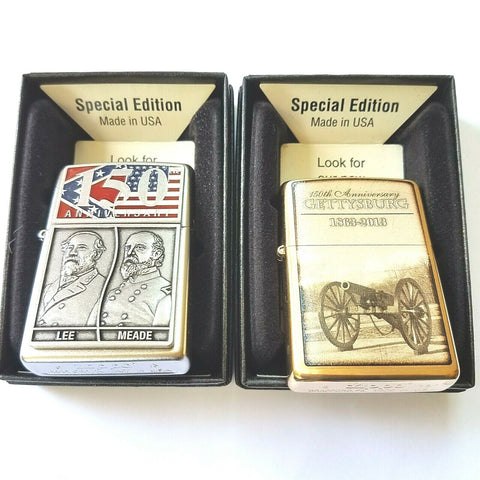 Special Edition
Made in USA
Look for
150
ANNIVERSARY
LEE
MEADE
Special Edition
Made in USA
Look for
150th Anniversary
GETTYSBURG
1863-2013